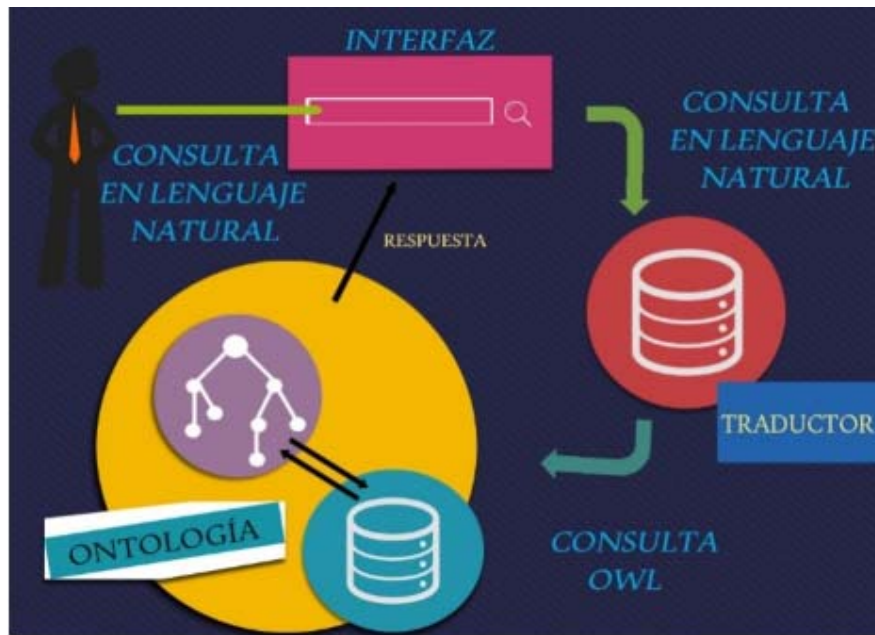 INTERFAZ
CONSULTA
EN LENGUAJE
NATURAL
CONSULTA
EN LENGUAJE
NATURAL
RESPUESTA
TRADUCTOR
ONTOLOGÍA
CONSULTA
OWL